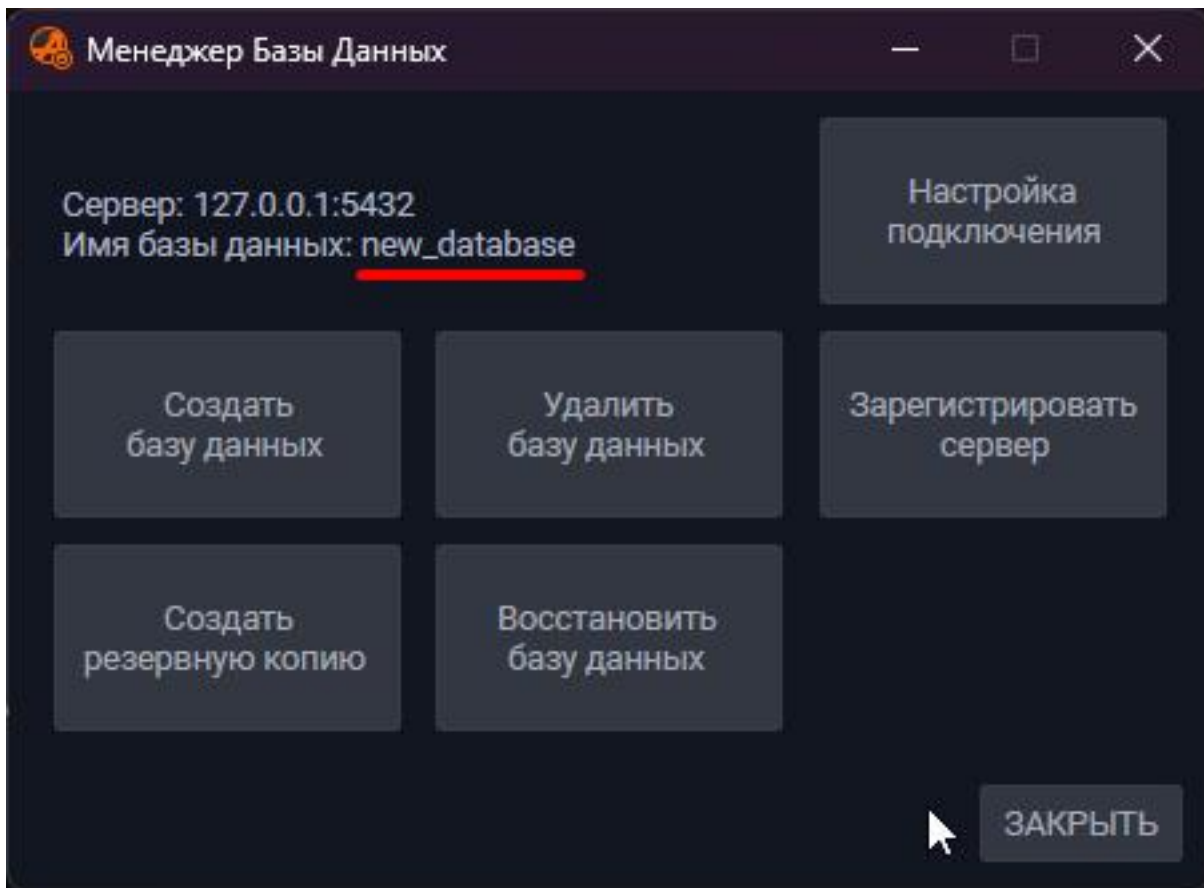 Менеджер Базы Данных
Сервер: 127.0.0.1:5432
Имя базы данных: new_database
Настройка
подключения
Создать
базу данных
Удалить
базу данных
Зарегистрировать
сервер
Создать
резервную копию
Восстановить
базу данных
ЗАКРЫТЬ